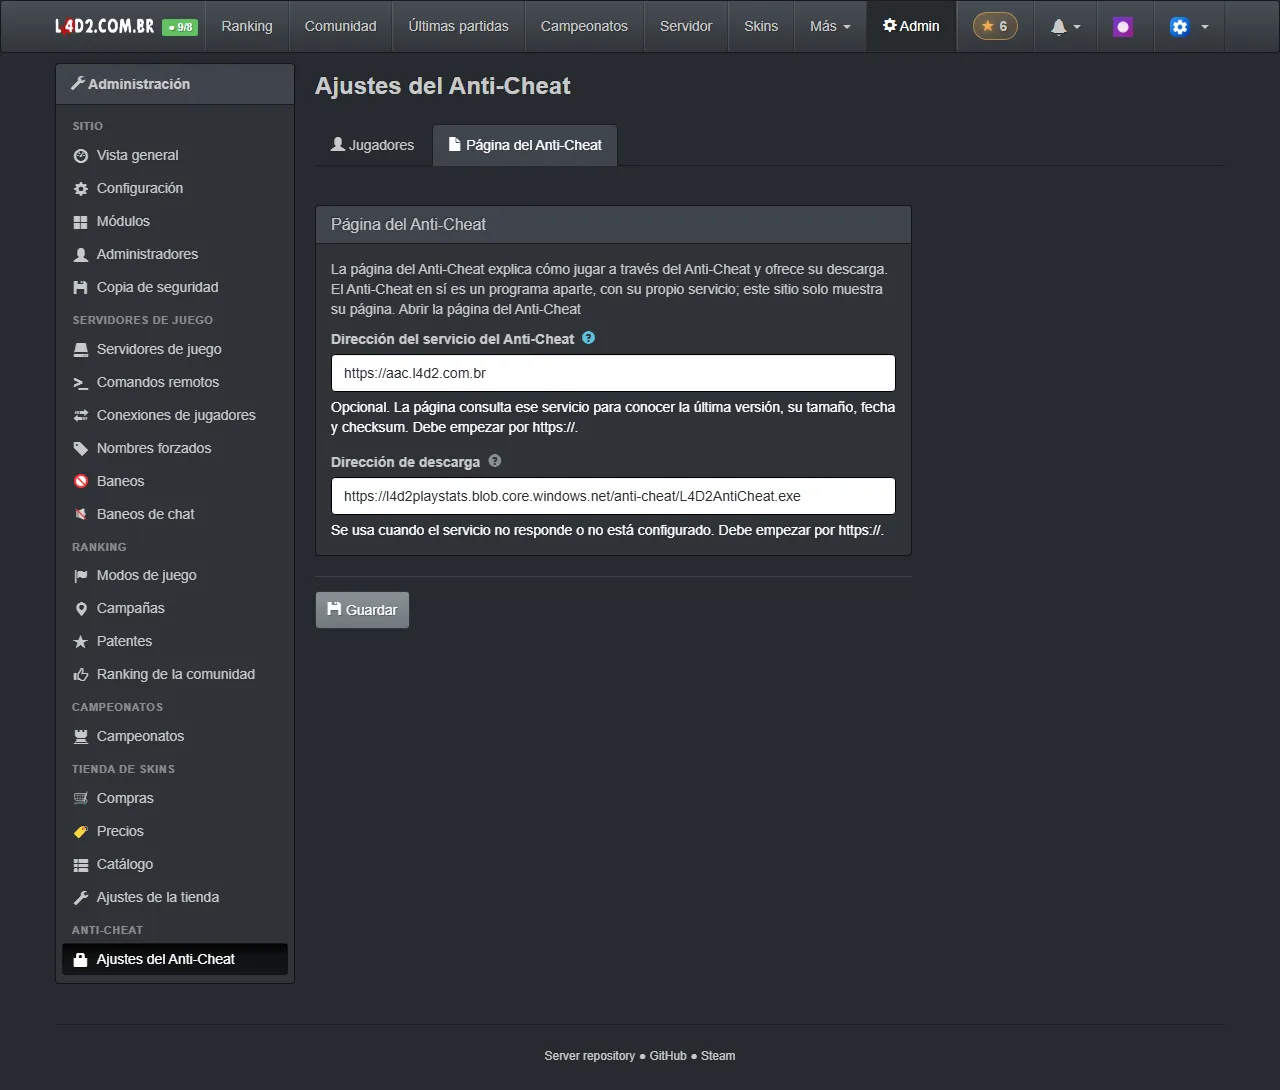 L4D2.COM.BR
● 9/8
Ranking
Comunidad
Últimas partidas
Campeonatos
Servidor
Skins
Más
Admin
6
Administración
SITIO
Vista general
Configuración
Módulos
Administradores
Copia de seguridad
SERVIDORES DE JUEGO
Servidores de juego
Comandos remotos
Conexiones de jugadores
Nombres forzados
Baneos
Baneos de chat
RANKING
Modos de juego
Campañas
Patentes
Ranking de la comunidad
CAMPEONATOS
Campeonatos
TIENDA DE SKINS
Compras
Precios
Catálogo
Ajustes de la tienda
ANTI-CHEAT
Ajustes del Anti-Cheat
Ajustes del Anti-Cheat
Jugadores
Página del Anti-Cheat
Página del Anti-Cheat
La página del Anti-Cheat explica cómo jugar a través del Anti-Cheat y ofrece su descarga.
El Anti-Cheat en sí es un programa aparte, con su propio servicio; este sitio solo muestra
su página. Abrir la página del Anti-Cheat
Dirección del servicio del Anti-Cheat ?
https://aac.l4d2.com.br
Opcional. La página consulta ese servicio para conocer la última versión, su tamaño, fecha
y checksum. Debe empezar por https://.
Dirección de descarga ?
https://l4d2playstats.blob.core.windows.net/anti-cheat/L4D2AntiCheat.exe
Se usa cuando el servicio no responde o no está configurado. Debe empezar por https://.
Guardar
Server repository ● GitHub ● Steam